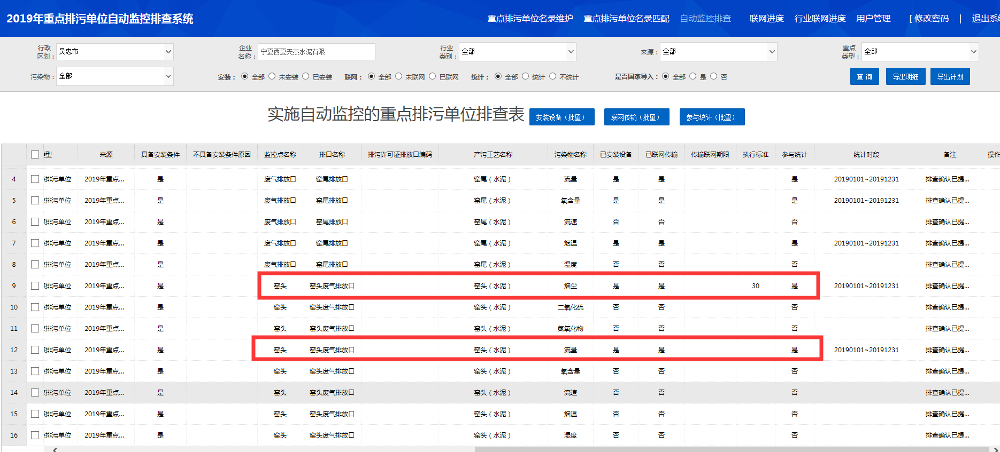 2019年重点排污单位自动监控排查系统
重点排污单位名录维护 重点排污单位名录匹配 自动监控排查 联网进度 行业联网进度 用户管理 [ 修改密码 | 退出系
行政区划： 吴忠市 企业名称： 宁夏西夏天杰水泥有限 行业类别： 全部 来源： 全部 重点类型： 全部
污染物： 全部 安装： 全部 未安装 已安装 联网： 全部 未联网 已联网 统计： 全部 统计 不统计 是否国家导入： 全部 是 否 查 询 导出明细 导出计划
实施自动监控的重点排污单位排查表 安装设备（批量） 联网传输（批量） 参与统计（批量）
型 来源 具备安装条件 不具备安装条件原因 监控点名称 排口名称 排污许可证排放口编码 产污工艺名称 污染物名称 已安装设备 已联网传输 传输联网期限 执行标准 参与统计 统计时段 备注 操作
4 排污单位 2019年重点... 是 废气排放口 窑尾排放口 窑尾（水泥） 流量 是 是 是 20190101~20191231 排查确认已提...
5 排污单位 2019年重点... 是 废气排放口 窑尾排放口 窑尾（水泥） 氧含量 是 是 是 20190101~20191231 排查确认已提...
6 排污单位 2019年重点... 是 废气排放口 窑尾排放口 窑尾（水泥） 流速 否 否 否 排查确认已提...
7 排污单位 2019年重点... 是 废气排放口 窑尾排放口 窑尾（水泥） 烟温 是 是 是 20190101~20191231 排查确认已提...
8 排污单位 2019年重点... 是 废气排放口 窑尾排放口 窑尾（水泥） 湿度 否 否 否 排查确认已提...
9 排污单位 2019年重点... 是 窑头 窑头废气排放口 窑头（水泥） 烟尘 是 是 30 是 20190101~20191231 排查确认已提...
10 排污单位 2019年重点... 是 窑头 窑头废气排放口 窑头（水泥） 二氧化硫 否 否 否 排查确认已提...
11 排污单位 2019年重点... 是 窑头 窑头废气排放口 窑头（水泥） 氮氧化物 否 否 否 排查确认已提...
12 排污单位 2019年重点... 是 窑头 窑头废气排放口 窑头（水泥） 流量 是 是 是 20190101~20191231 排查确认已提...
13 排污单位 2019年重点... 是 窑头 窑头废气排放口 窑头（水泥） 氧含量 否 否 否 排查确认已提...
14 排污单位 2019年重点... 是 窑头 窑头废气排放口 窑头（水泥） 流速 否 否 否 排查确认已提...
15 排污单位 2019年重点... 是 窑头 窑头废气排放口 窑头（水泥） 烟温 否 否 否 排查确认已提...
16 排污单位 2019年重点... 是 窑头 窑头废气排放口 窑头（水泥） 湿度 否 否 否 排查确认已提...